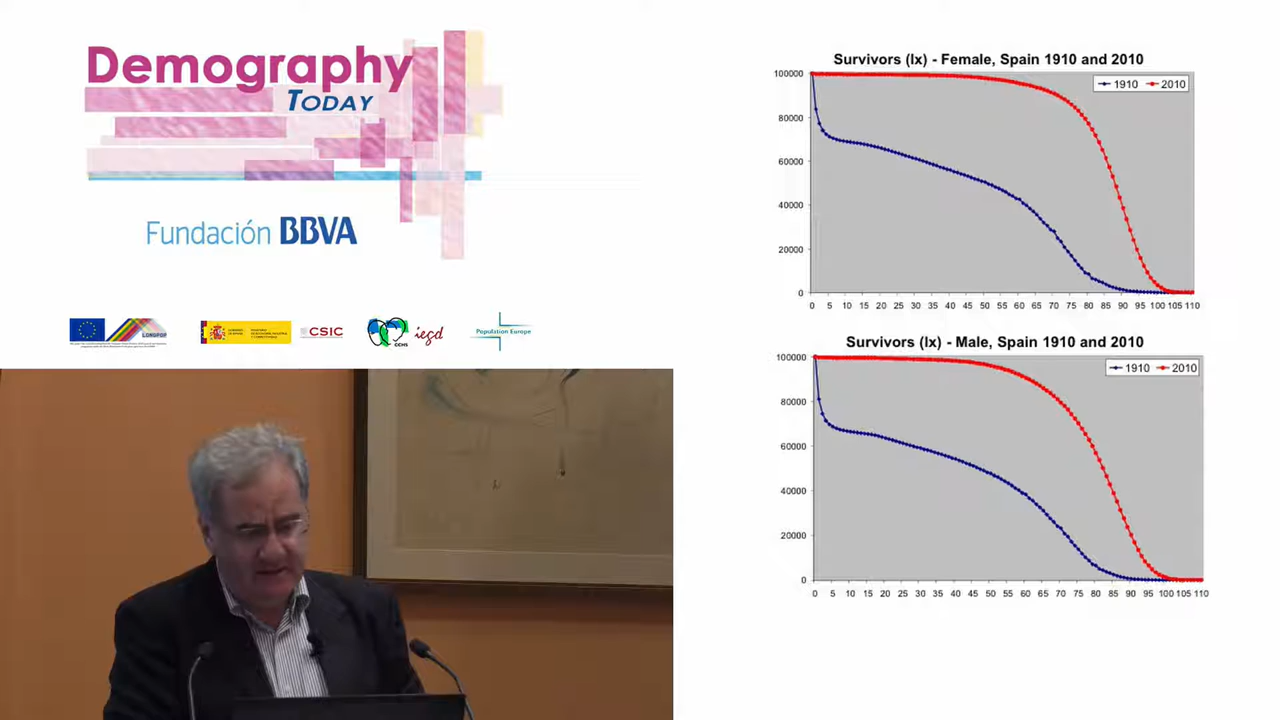 Demography
TODAY
Fundación BBVA
CSIC
CCHS
iegd
Population Europe
Survivors (lx) - Female, Spain 1910 and 2010
1910 2010
100000
80000
60000
40000
20000
0
0 5 10 15 20 25 30 35 40 45 50 55 60 65 70 75 80 85 90 95 100 105 110
Survivors (lx) - Male, Spain 1910 and 2010
1910 2010
100000
80000
60000
40000
20000
0
0 5 10 15 20 25 30 35 40 45 50 55 60 65 70 75 80 85 90 95 100 105 110